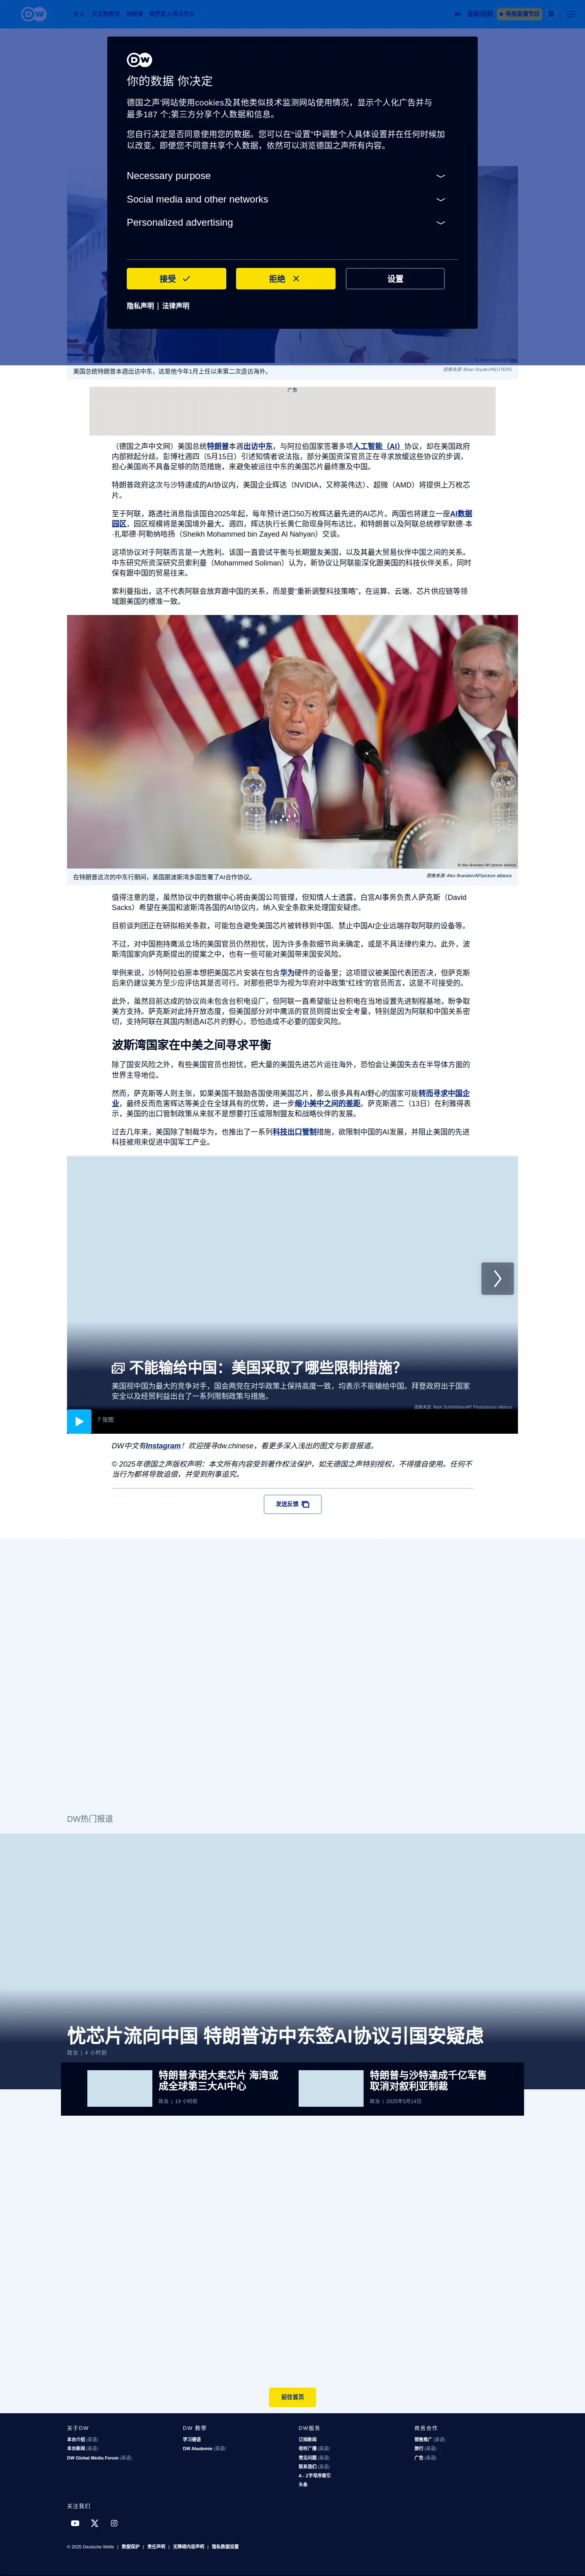 DW
天主教教宗
特朗普
俄罗斯入侵乌克兰
最新视频
电视直播节目
繁
DW
你的数据 你决定
德国之声"网站使用cookies及其他类似技术监测网站使用情况，显示个人化广告并与
最多187 个;第三方分享个人数据和信息。
您自行决定是否同意使用您的数据。您可以在"设置"中调整个人具体设置并在任何时候加
以改变。即便您不同意共享个人数据，依然可以浏览德国之声所有内容。
Necessary purpose
Social media and other networks
Personalized advertising
接受
拒绝
设置
隐私声明 | 法律声明
美国总统特朗普本週出访中东，这是他今年1月上任以来第二次造访海外。
图像来源: Brian Snyder/REUTERS
广告
（德国之声中文网）美国总统特朗普本週出访中东，与阿拉伯国家签署多项人工智能（AI）协议，却在美国政府
内部掀起分歧。彭博社週四（5月15日）引述知情者说法指，部分美国资深官员正在寻求放缓这些协议的步调，
担心美国尚不具备足够的防范措施，来避免被运往中东的美国芯片最终惠及中国。
特朗普政府这次与沙特达成的AI协议内，美国企业辉达（NVIDIA，又称英伟达）、超微（AMD）将提供上万枚芯
片。
至于阿联，路透社消息指该国自2025年起，每年预计进口50万枚辉达最先进的AI芯片。两国也将建立一座AI数据
园区，园区规模将是美国境外最大。週四，辉达执行长黄仁勋现身阿布达比，和特朗普以及阿联总统穆罕默德·本
·扎耶德·阿勒纳哈扬（Sheikh Mohammed bin Zayed Al Nahyan）交谈。
这项协议对于阿联而言是一大胜利。该国一直尝试平衡与长期盟友美国，以及其最大贸易伙伴中国之间的关系。
中东研究所资深研究员索利曼（Mohammed Soliman）认为，新协议让阿联能深化跟美国的科技伙伴关系，同时
保有跟中国的贸易往来。
索利曼指出，这不代表阿联会放弃跟中国的关系，而是要"重新调整科技策略"，在运算、云端、芯片供应链等领
域跟美国的標准一致。
© Alex Brandon/AP/picture alliance
在特朗普这次的中东行期间，美国跟波斯湾多国签署了AI合作协议。
图像来源: Alex Brandon/AP/picture alliance
值得注意的是，虽然协议中的数据中心将由美国公司管理，但知情人士透露，白宫AI事务负责人萨克斯（David
Sacks）希望在美国和波斯湾各国的AI协议内，纳入安全条款来处理国安疑虑。
目前谈判团正在研拟相关条款，可能包含避免美国芯片被转移到中国、禁止中国AI企业远端存取阿联的设备等。
不过，对中国抱持鹰派立场的美国官员仍然担忧，因为许多条款细节尚未确定，或是不具法律约束力。此外，波
斯湾国家向萨克斯提出的提案之中，也有一些可能对美国带来国安风险。
举例来说，沙特阿拉伯原本想把美国芯片安装在包含华为硬件的设备里；这项提议被美国代表团否决，但萨克斯
后来仍建议美方至少应评估其是否可行。对那些把华为视为华府对中政策"红线"的官员而言，这是不可接受的。
此外，虽然目前达成的协议尚未包含台积电设厂，但阿联一直希望能让台积电在当地设置先进制程基地，盼争取
美方支持。萨克斯对此持开放态度，但美国部分对中鹰派的官员则提出安全考量，特别是因为阿联和中国关系密
切，支持阿联在其国内制造AI芯片的野心，恐怕造成不必要的国安风险。
波斯湾国家在中美之间寻求平衡
除了国安风险之外，有些美国官员也担忧，把大量的美国先进芯片运往海外，恐怕会让美国失去在半导体方面的
世界主导地位。
然而，萨克斯等人则主张，如果美国不鼓励各国使用美国芯片，那么很多具有AI野心的国家可能转而寻求中国企
业，最终反而危害辉达等美企在全球具有的优势，进一步缩小美中之间的差距。萨克斯週二（13日）在利雅得表
示，美国的出口管制政策从来就不是想要打压或限制盟友和战略伙伴的发展。
过去几年来，美国除了制裁华为，也推出了一系列科技出口管制措施，欲限制中国的AI发展，并阻止美国的先进
科技被用来促进中国军工产业。
不能输给中国：美国采取了哪些限制措施？
美国视中国为最大的竞争对手，国会两党在对华政策上保持高度一致，均表示不能输给中国。拜登政府出于国家
安全以及经贸利益出台了一系列限制政策与措施。
图像来源: Mark Schiefelbein/AP Photo/picture alliance
7 张图
DW中文有Instagram！欢迎搜寻dw.chinese，看更多深入浅出的图文与影音报道。
© 2025年德国之声版权声明：本文所有内容受到著作权法保护，如无德国之声特别授权，不得擅自使用。任何不
当行为都将导致追偿，并受到刑事追究。
发送反馈
DW热门报道
忧芯片流向中国 特朗普访中东签AI协议引国安疑虑
政治 | 4 小时前
特朗普承诺大卖芯片 海湾或
成全球第三大AI中心
政治 | 19 小时前
特朗普与沙特達成千亿军售
取消对叙利亚制裁
政治 | 2025年5月14日
前往首页
关于DW
本台介绍 (英语)
本台新闻 (英语)
DW Global Media Forum (英语)
DW 教學
学习德语
DW Akademie (英语)
DW服务
订阅新闻
收听广播 (英语)
常见问题 (英语)
联系我们 (英语)
A - Z字母序索引
头条
商务合作
销售推广 (英语)
旅行 (英语)
广告 (英语)
关注我们
© 2025 Deutsche Welle | 数据保护 | 责任声明 | 无障碍内容声明 | 隐私数据设置